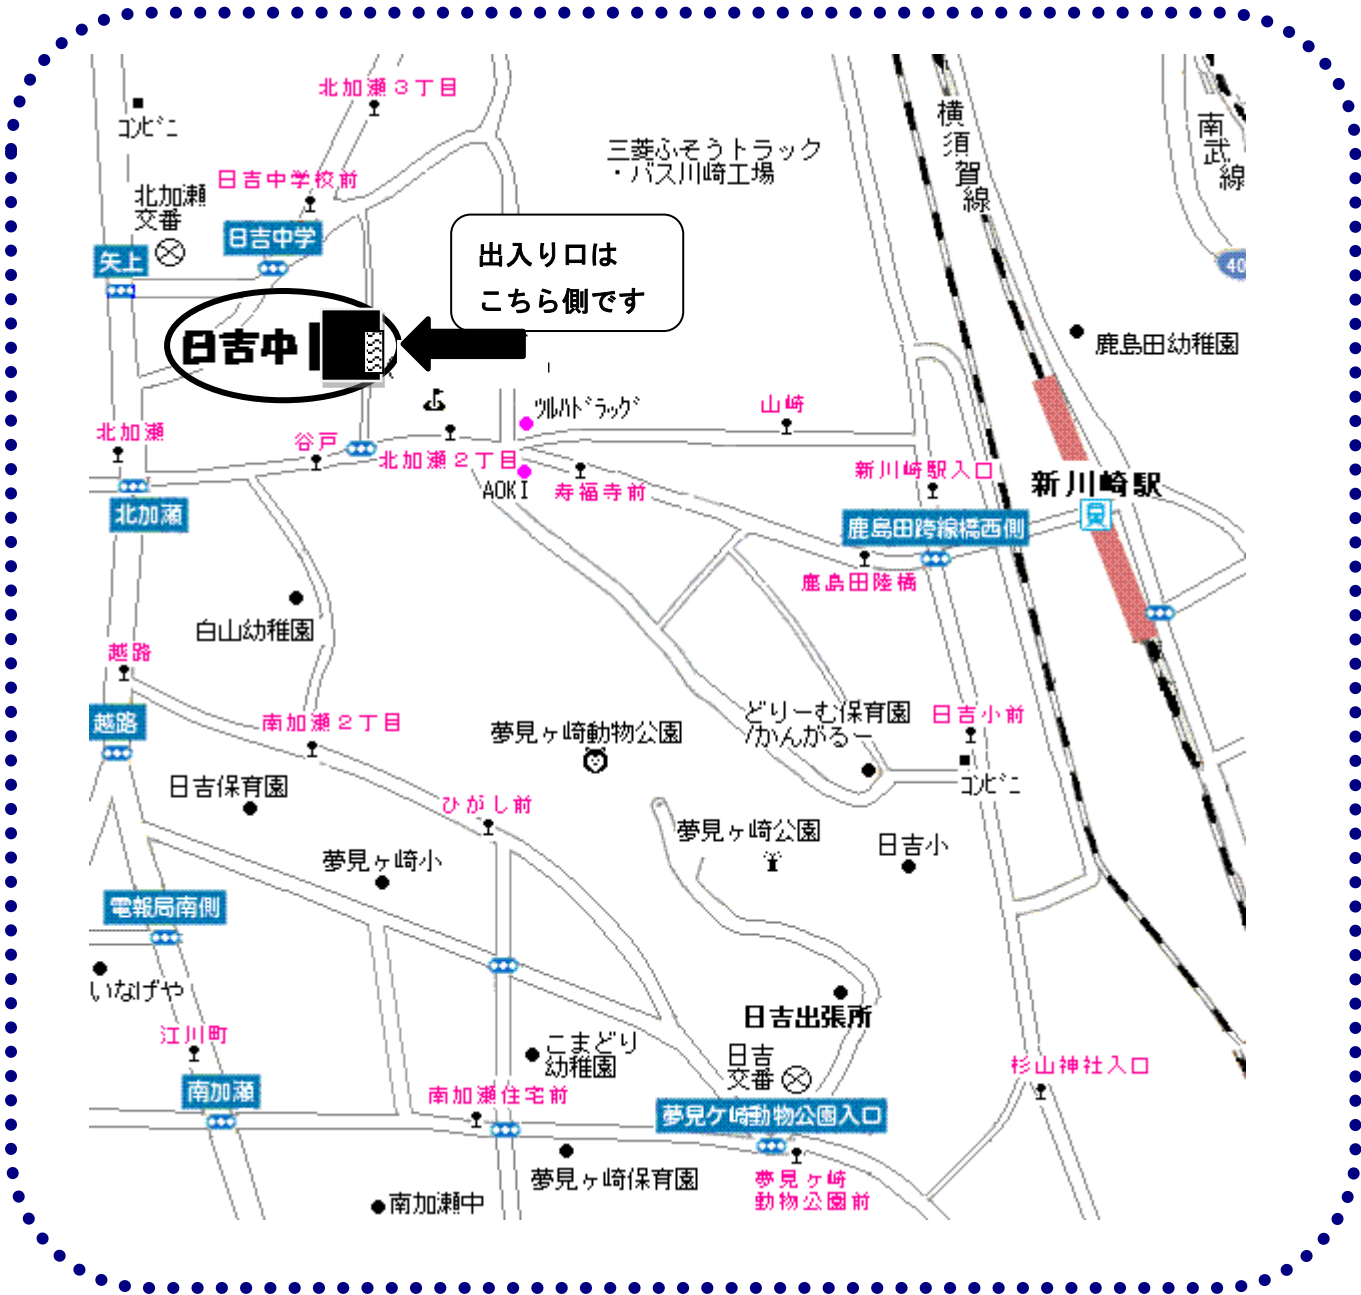 北加瀬３丁目
コンビニ
横須賀線
南武線
三菱ふそうトラック
・バス川崎工場
日吉中学校前
北加瀬
交番
日吉中学
矢上
出入り口は
こちら側です
40
日吉中
鹿島田幼稚園
ツルハドラッグ
山崎
北加瀬
谷戸
北加瀬２丁目
新川崎駅入口
AOKI
寿福寺前
新川崎駅
北加瀬
鹿島田跨線橋西側
鹿島田陸橋
白山幼稚園
越路
越路
南加瀬２丁目
夢見ヶ崎動物公園
どりーむ保育園
/かんがるー
日吉小前
日吉保育園
コンビニ
ひがし前
夢見ヶ崎公園
夢見ヶ崎小
日吉小
電報局南側
いなげや
日吉出張所
江川町
こまどり
幼稚園
日吉
交番
杉山神社入口
南加瀬
南加瀬住宅前
夢見ケ崎動物公園入口
夢見ヶ崎保育園
夢見ヶ崎
動物公園前
南加瀬中